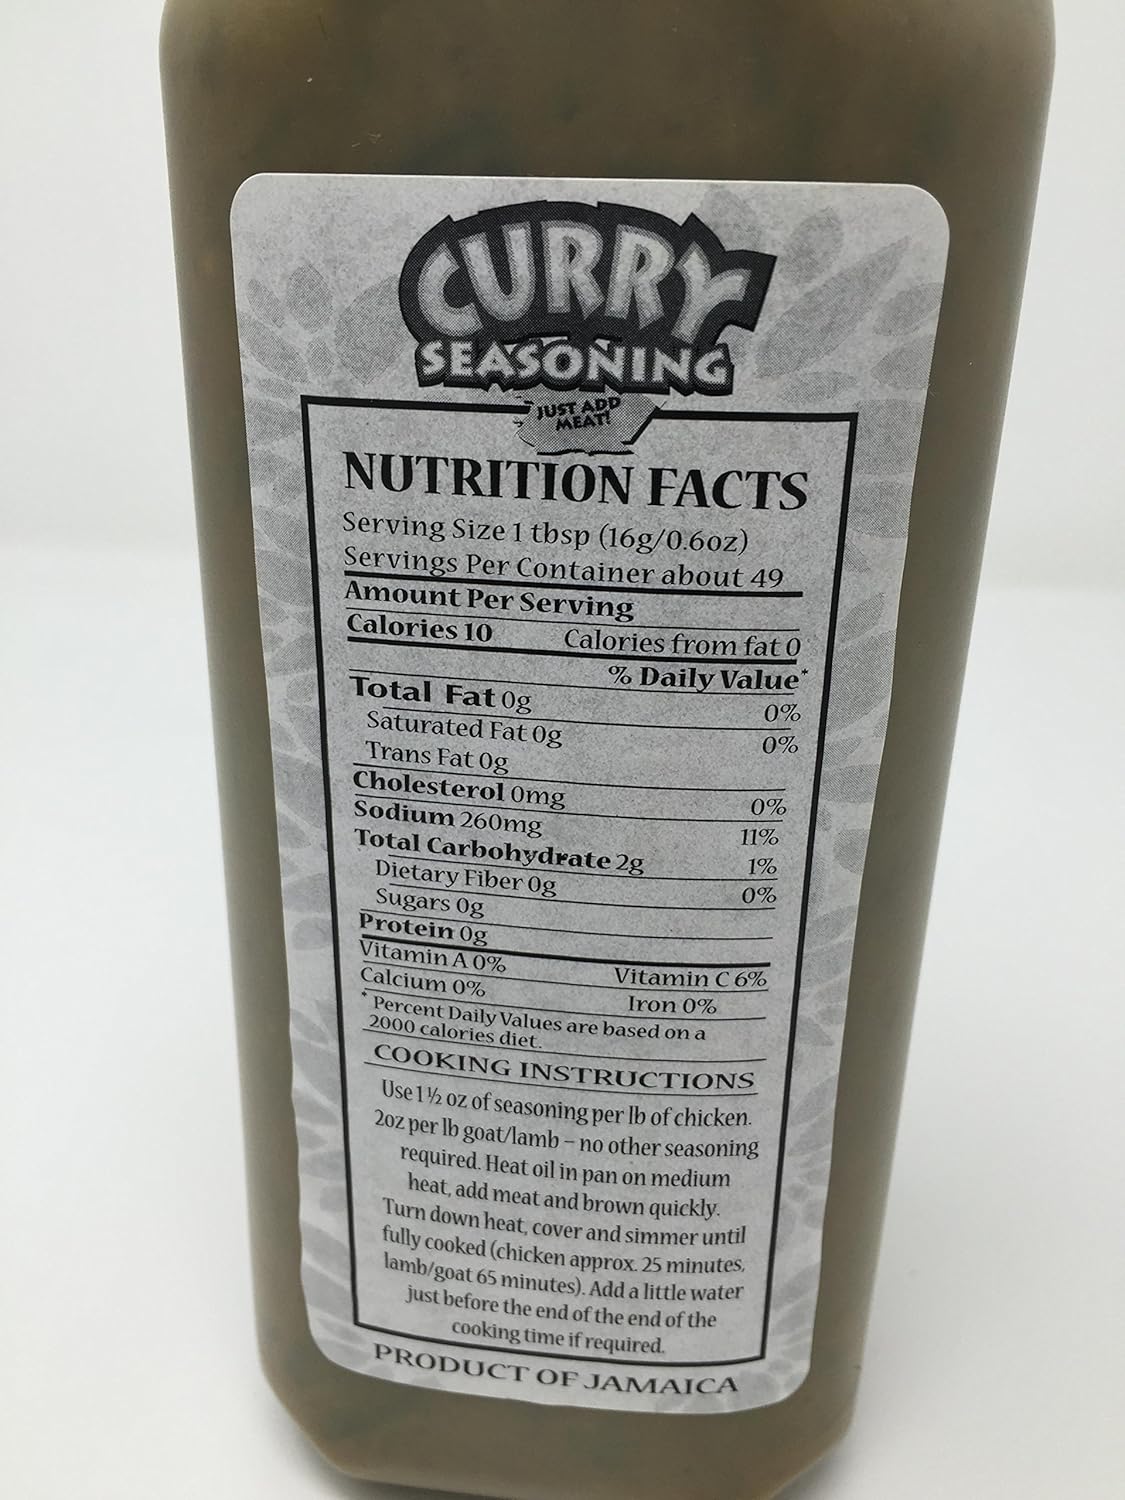 CURRY
SEASONING
JUST ADD
MEAT!
NUTRITION FACTS
Serving Size 1 tbsp (16g/0.6oz)
Servings Per Container about 49
Amount Per Serving
Calories 10 Calories from fat 0
% Daily Value*
Total Fat 0g 0%
Saturated Fat 0g 0%
Trans Fat 0g
Cholesterol 0mg 0%
Sodium 260mg 11%
Total Carbohydrate 2g 1%
Dietary Fiber 0g 0%
Sugars 0g
Protein 0g
Vitamin A 0% Vitamin C 6%
Calcium 0% Iron 0%
* Percent Daily Values are based on a
2000 calories diet.
COOKING INSTRUCTIONS
Use 1 ½ oz of seasoning per lb of chicken.
2oz per lb goat/lamb – no other seasoning
required. Heat oil in pan on medium
heat, add meat and brown quickly.
Turn down heat, cover and simmer until
fully cooked (chicken approx. 25 minutes,
lamb/goat 65 minutes). Add a little water
just before the end of the end of the
cooking time if required.
PRODUCT OF JAMAICA